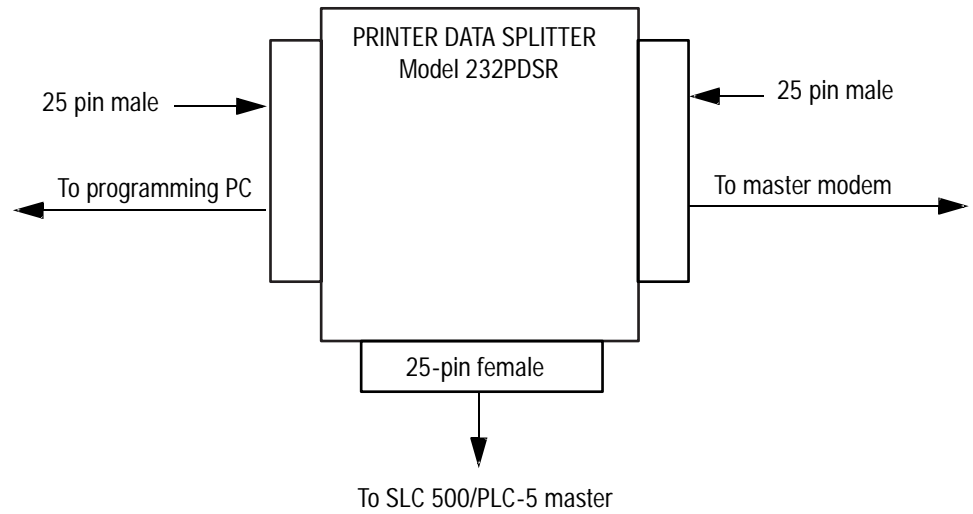 PRINTER DATA SPLITTER
Model 232PDSR
25 pin male
25 pin male
To programming PC
To master modem
25-pin female
To SLC 500/PLC-5 master